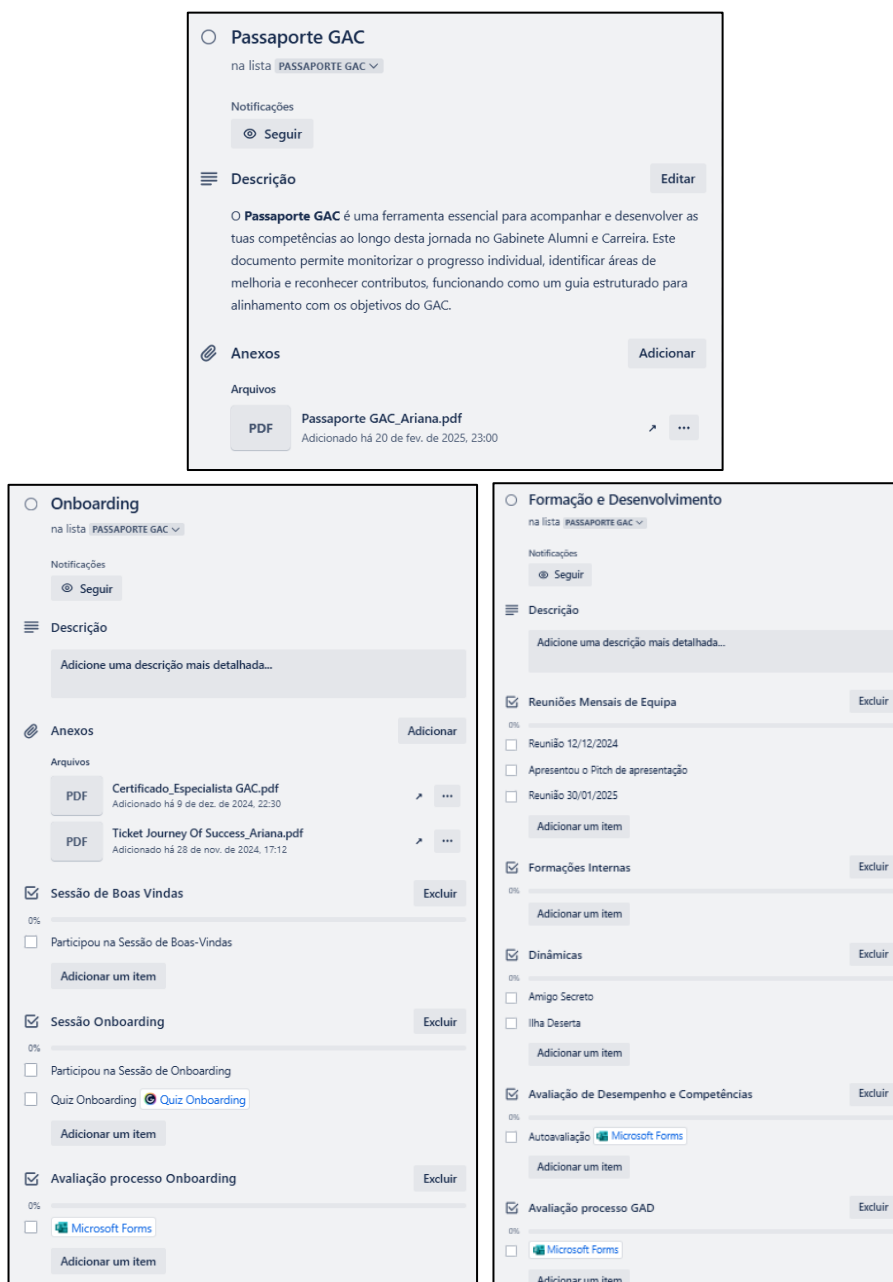 Passaporte GAC
na lista PASSAPORTE GAC
Notificações
Seguir
Descrição
Editar
O Passaporte GAC é uma ferramenta essencial para acompanhar e desenvolver as
tuas competências ao longo desta jornada no Gabinete Alumni e Carreira. Este
documento permite monitorizar o progresso individual, identificar áreas de
melhoria e reconhecer contributos, funcionando como um guia estruturado para
alinhamento com os objetivos do GAC.
Anexos
Adicionar
Arquivos
PDF
Passaporte GAC_Ariana.pdf
Adicionado há 20 de fev. de 2025, 23:00
Onboarding
na lista PASSAPORTE GAC
Notificações
Seguir
Descrição
Adicione uma descrição mais detalhada...
Anexos
Adicionar
Arquivos
PDF
Certificado_Especialista GAC.pdf
Adicionado há 9 de dez. de 2024, 22:30
PDF
Ticket Journey Of Success_Ariana.pdf
Adicionado há 28 de nov. de 2024, 17:12
Sessão de Boas Vindas
Excluir
0%
Participou na Sessão de Boas-Vindas
Adicionar um item
Sessão Onboarding
Excluir
0%
Participou na Sessão de Onboarding
Quiz Onboarding Quiz Onboarding
Adicionar um item
Avaliação processo Onboarding
Excluir
0%
Microsoft Forms
Adicionar um item
Formação e Desenvolvimento
na lista PASSAPORTE GAC
Notificações
Seguir
Descrição
Adicione uma descrição mais detalhada...
Reuniões Mensais de Equipa
Excluir
0%
Reunião 12/12/2024
Apresentou o Pitch de apresentação
Reunião 30/01/2025
Adicionar um item
Formações Internas
Excluir
0%
Adicionar um item
Dinâmicas
Excluir
0%
Amigo Secreto
Ilha Deserta
Adicionar um item
Avaliação de Desempenho e Competências
Excluir
0%
Autoavaliação Microsoft Forms
Adicionar um item
Avaliação processo GAD
Excluir
0%
Microsoft Forms
Adicionar um item